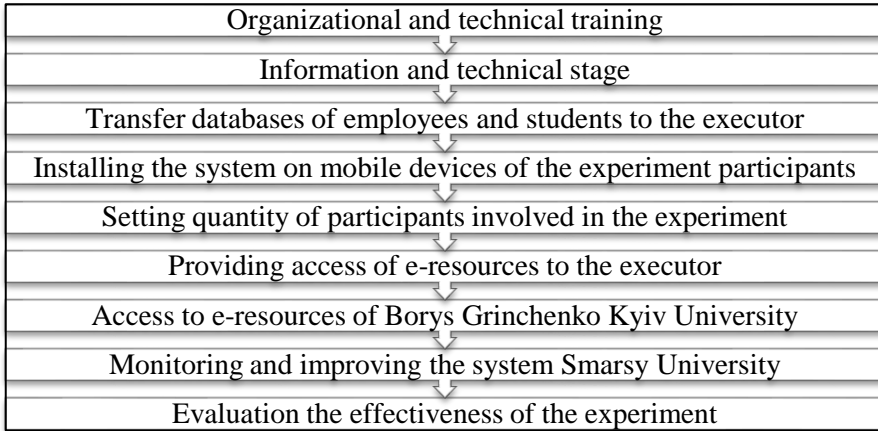 Organizational and technical training
Information and technical stage
Transfer databases of employees and students to the executor
Installing the system on mobile devices of the experiment participants
Setting quantity of participants involved in the experiment
Providing access of e-resources to the executor
Access to e-resources of Borys Grinchenko Kyiv University
Monitoring and improving the system Smarsy University
Evaluation the effectiveness of the experiment